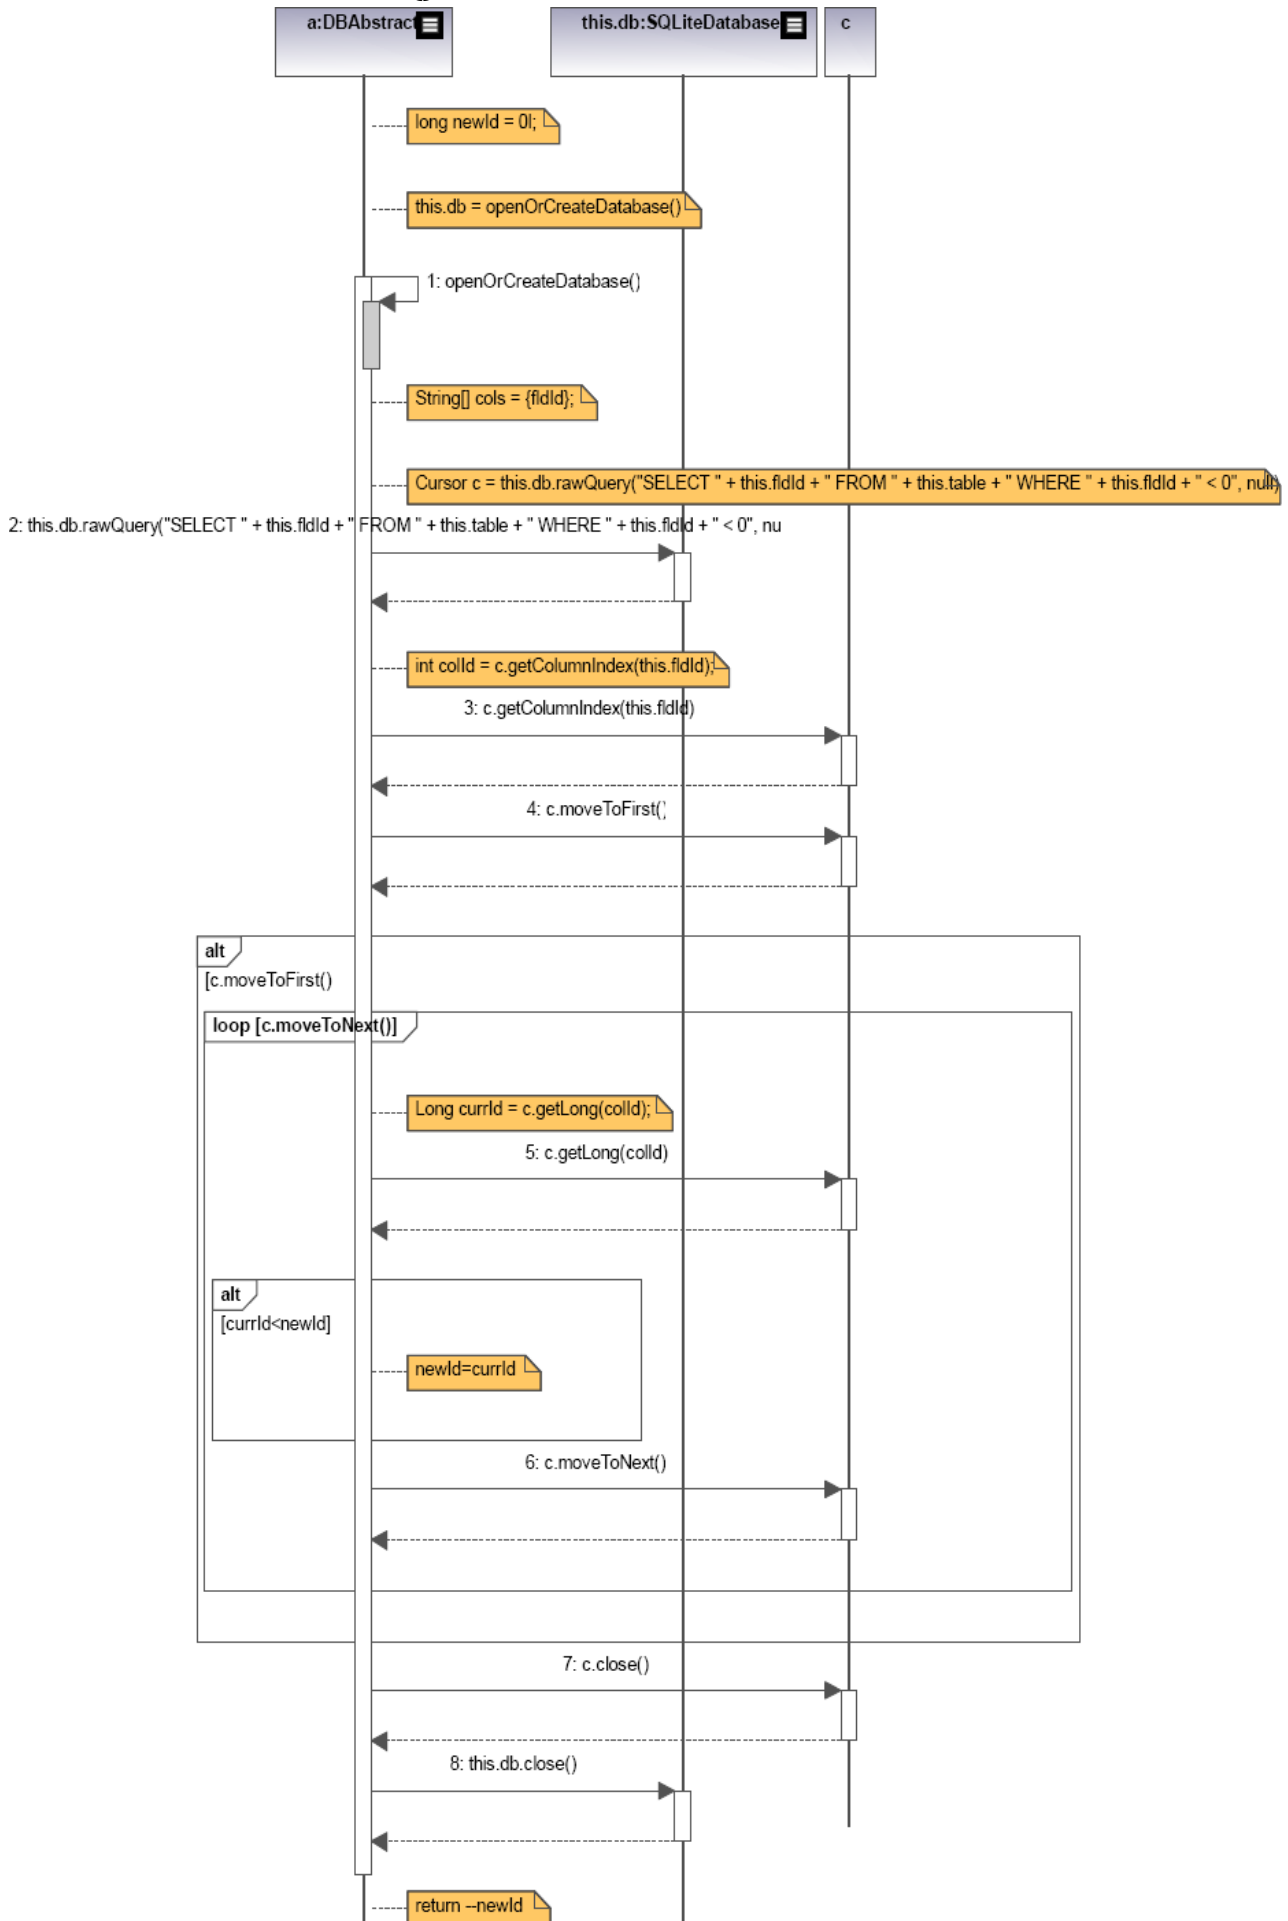 a:DBAbstract
this.db:SQLiteDatabase
c
long newId = 0l;
this.db = openOrCreateDatabase()
1: openOrCreateDatabase()
String[] cols = {fldId};
Cursor c = this.db.rawQuery("SELECT " + this.fldId + " FROM " + this.table + " WHERE " + this.fldId + " < 0", null)
2: this.db.rawQuery("SELECT " + this.fldId + " FROM " + this.table + " WHERE " + this.fldId + " < 0", nu
int colId = c.getColumnIndex(this.fldId);
3: c.getColumnIndex(this.fldId)
4: c.moveToFirst()
alt
[c.moveToFirst()
loop [c.moveToNext()]
Long currId = c.getLong(colId);
5: c.getLong(colId)
alt
[currId<newId]
newId=currId
6: c.moveToNext()
7: c.close()
8: this.db.close()
return --newId